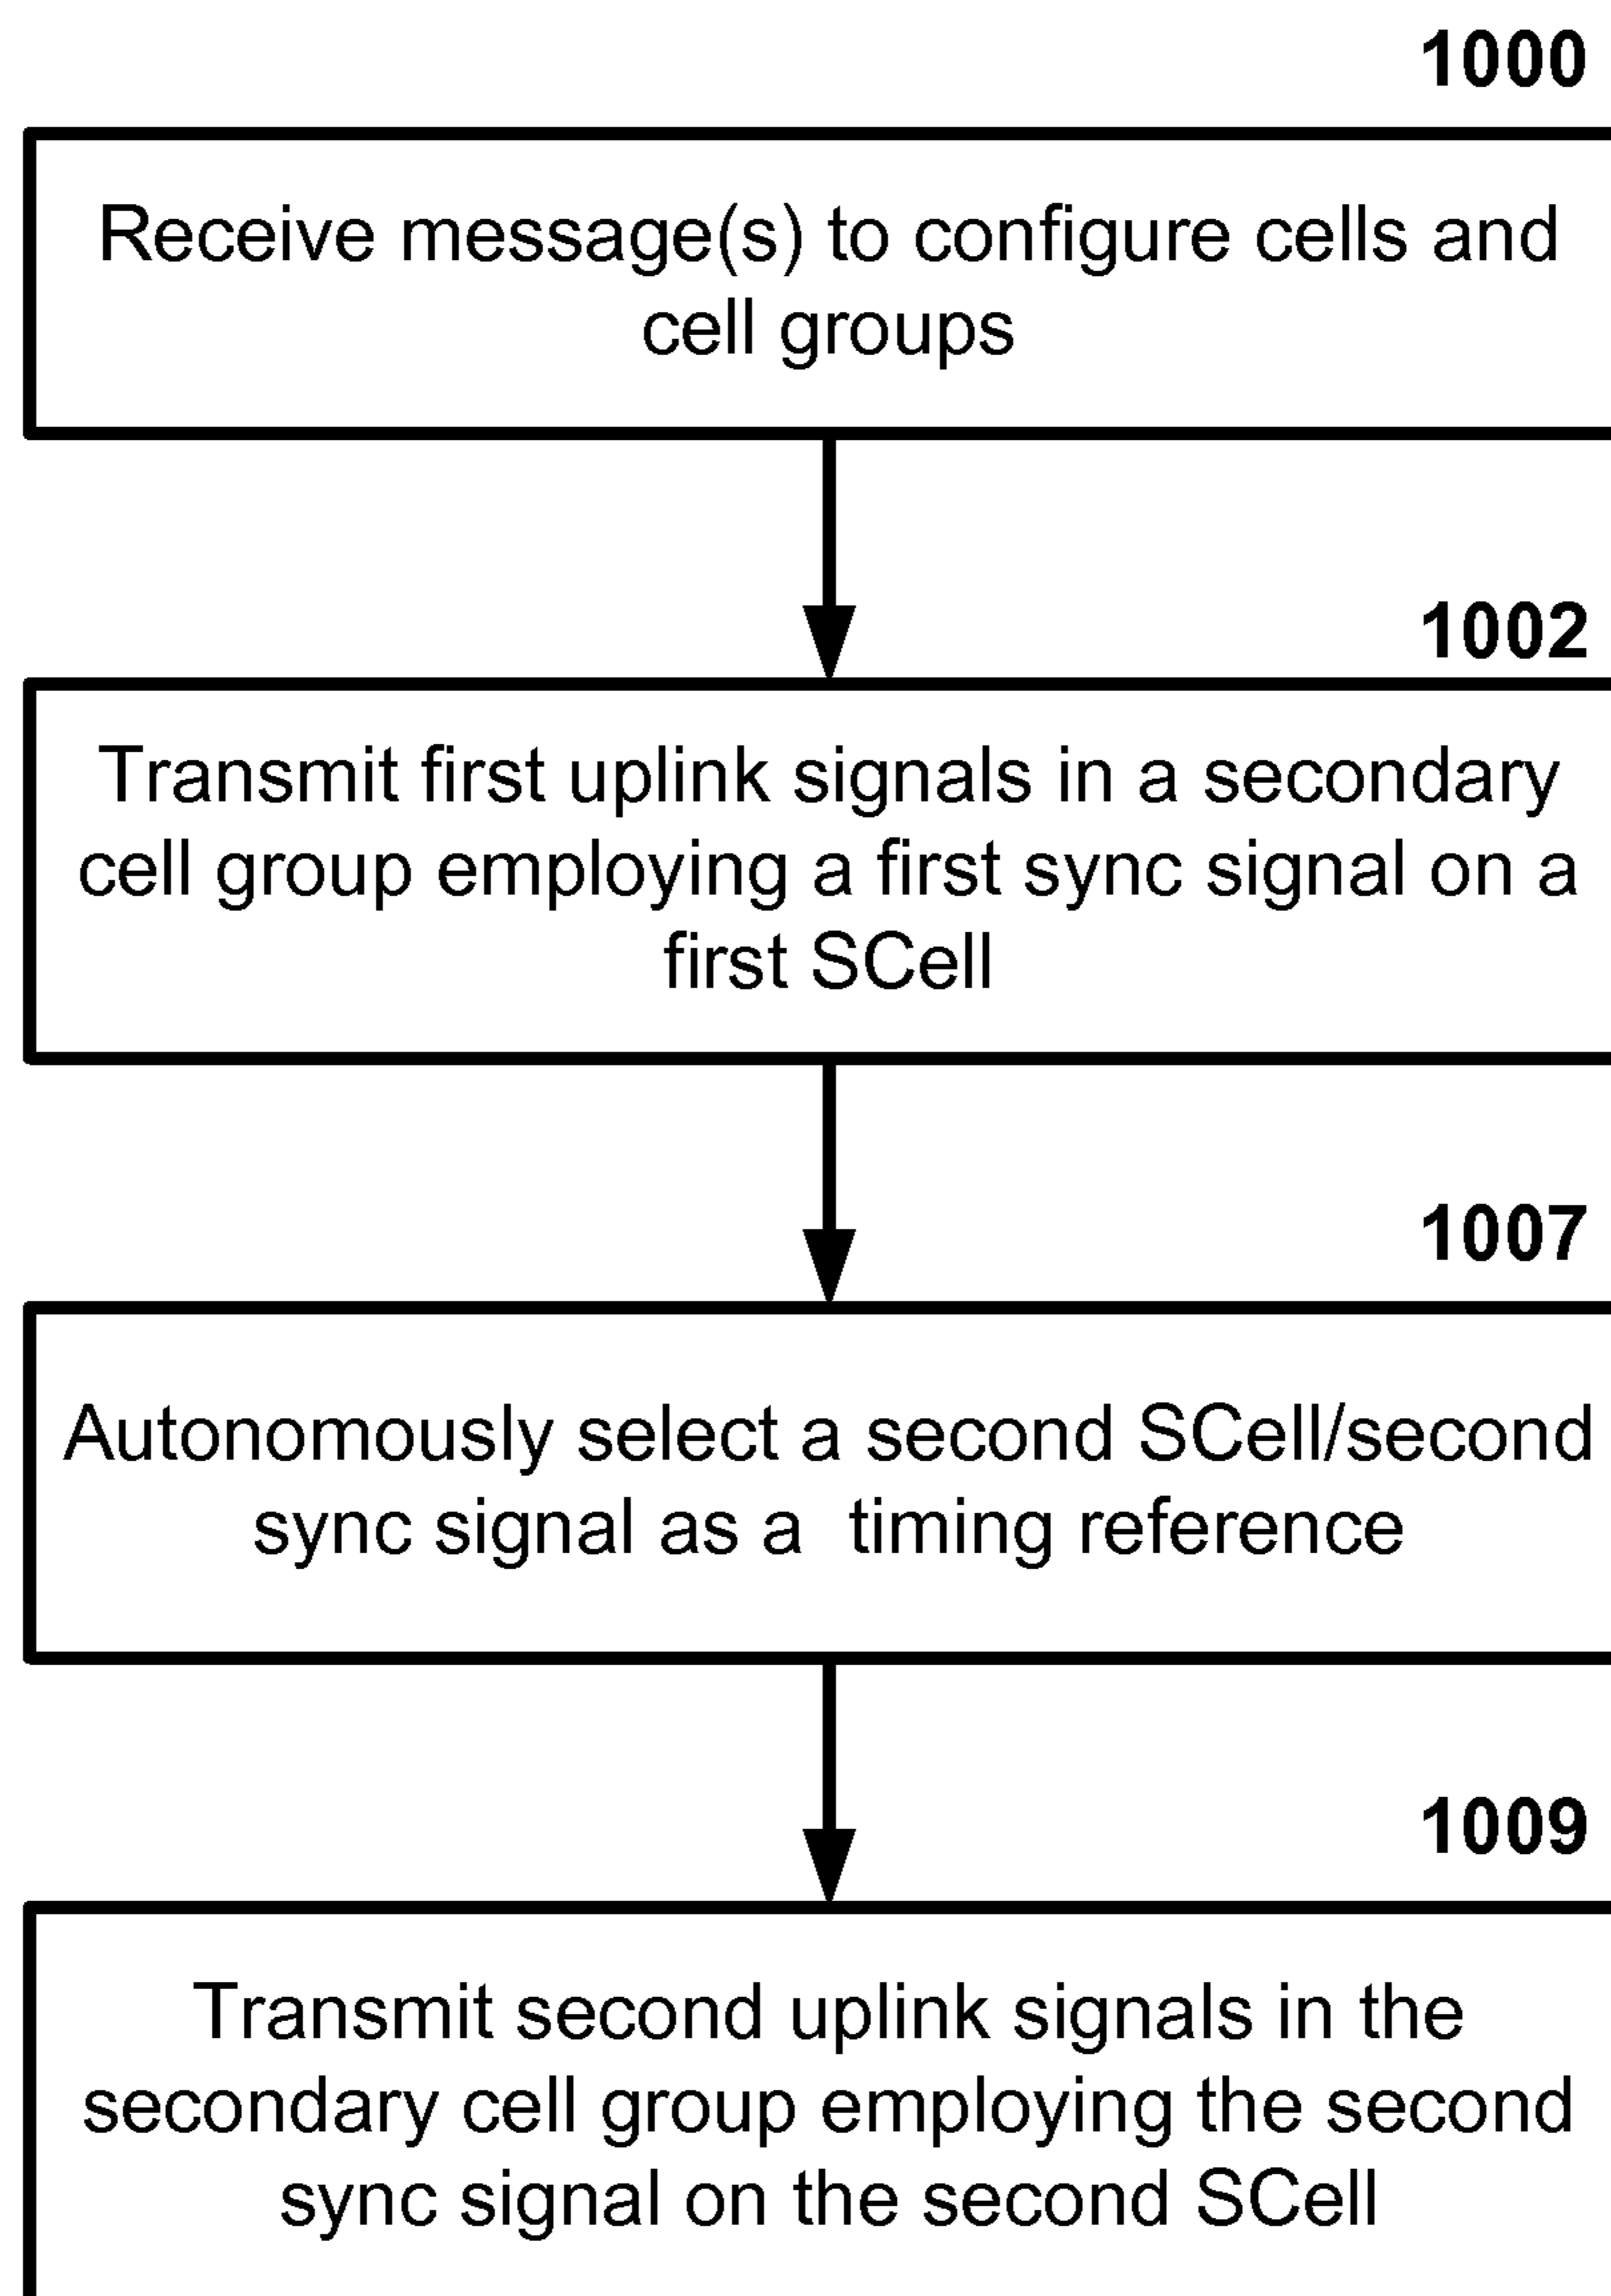 1000
Receive message(s) to configure cells and
cell groups
1002
Transmit first uplink signals in a secondary
cell group employing a first sync signal on a
first SCell
1007
Autonomously select a second SCell/second
sync signal as a  timing reference
1009
Transmit second uplink signals in the
secondary cell group employing the second
sync signal on the second SCell